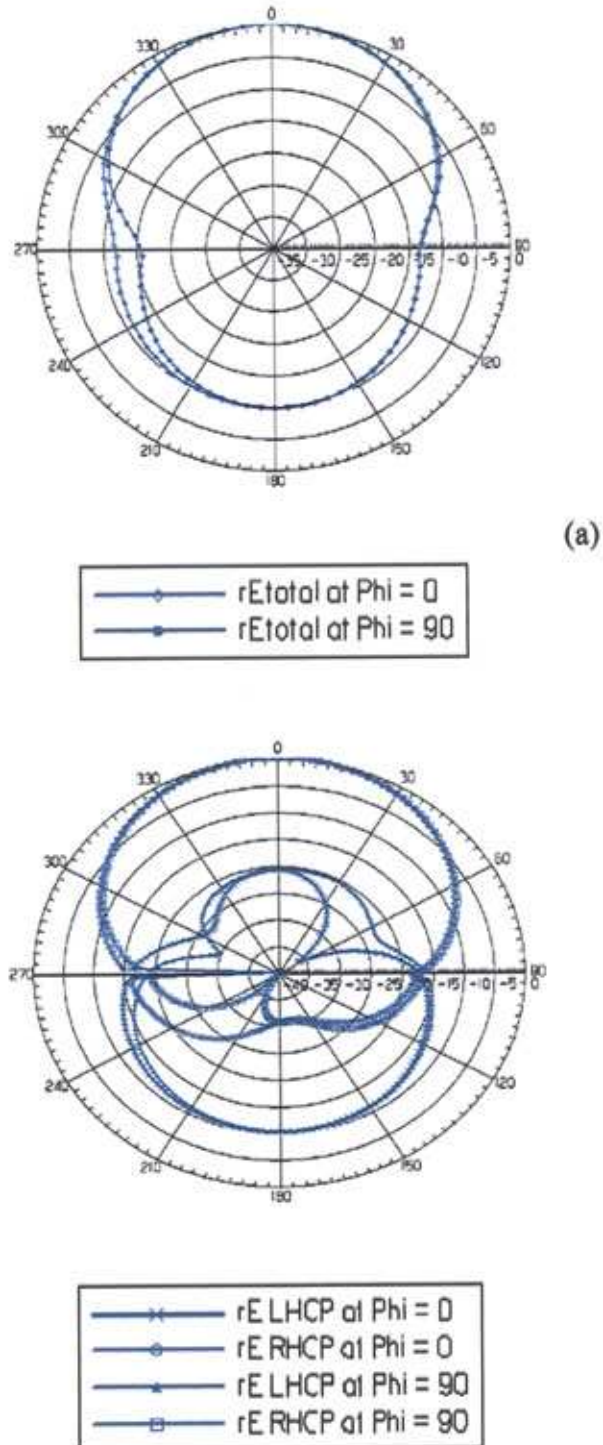 0
330
30
300
60
270
-35 -30 -25 -20 -15 -10 -5 0
90
240
120
210
150
180
(a)
rEtotal at Phi = 0
rEtotal at Phi = 90
0
330
30
300
60
270
-40 -35 -30 -25 -20 -15 -10 -5 0
90
240
120
210
150
180
rE LHCP at Phi = 0
rE RHCP at Phi = 0
rE LHCP at Phi = 90
rE RHCP at Phi = 90